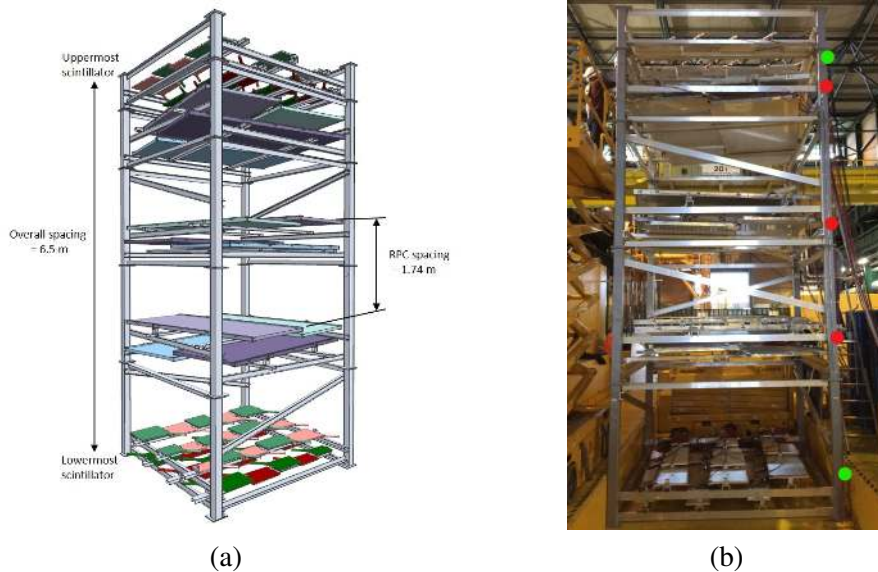 Uppermost
scintillator
Overall spacing
= 6.5 m
RPC spacing
1.74 m
Lowermost
scintillator
(a)
(b)